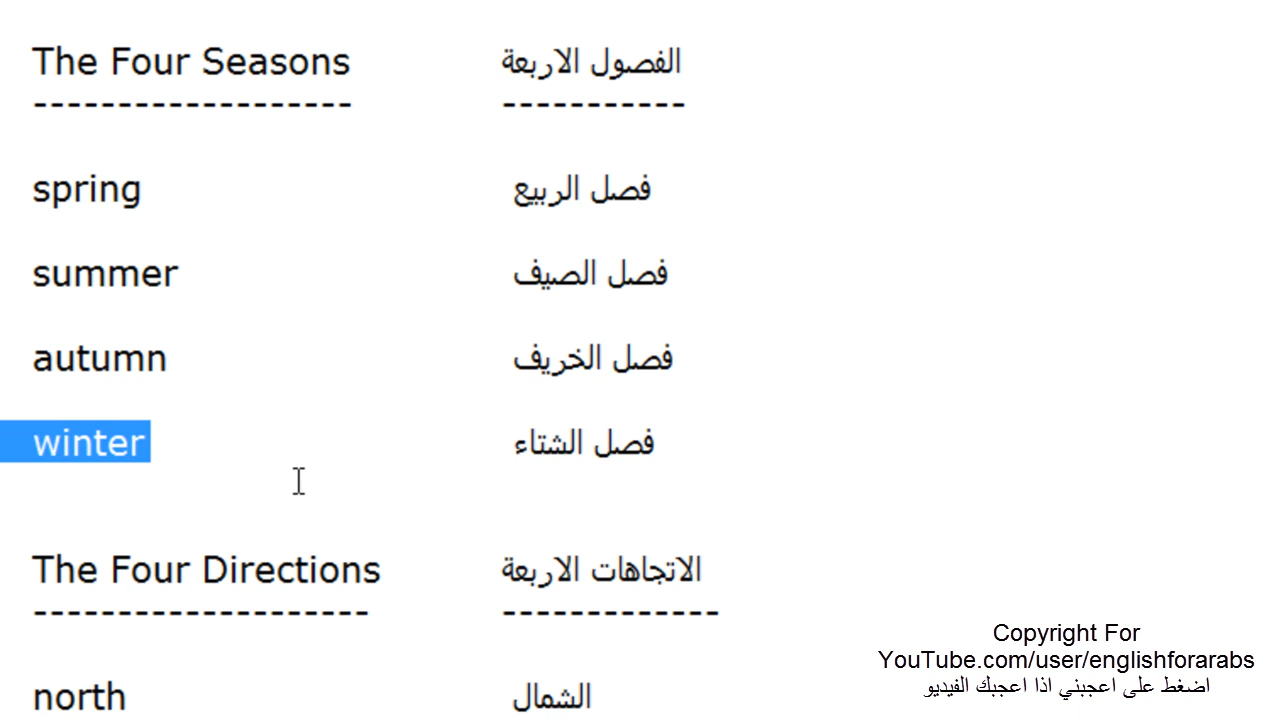 The Four Seasons الفصول الاربعة
------------------- -----------
spring فصل الربيع
summer فصل الصيف
autumn فصل الخريف
winter فصل الشتاء
The Four Directions الاتجاهات الاربعة
-------------------- -------------
north الشمال
Copyright For
YouTube.com/user/englishforarabs
اضغط على اعجبني اذا اعجبك الفيديو